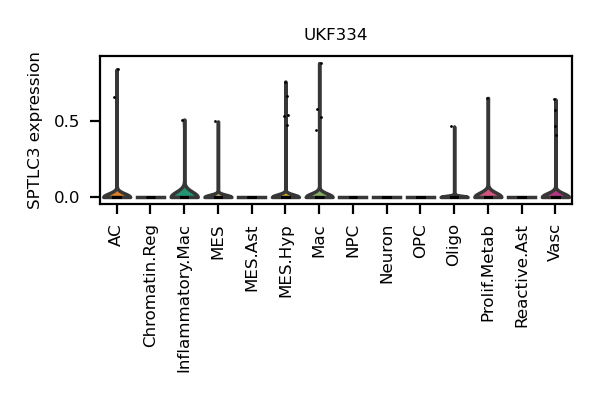 UKF334
SPTLC3 expression
0.5
0.0
AC
Chromatin.Reg
Inflammatory.Mac
MES
MES.Ast
MES.Hyp
Mac
NPC
Neuron
OPC
Oligo
Prolif.Metab
Reactive.Ast
Vasc